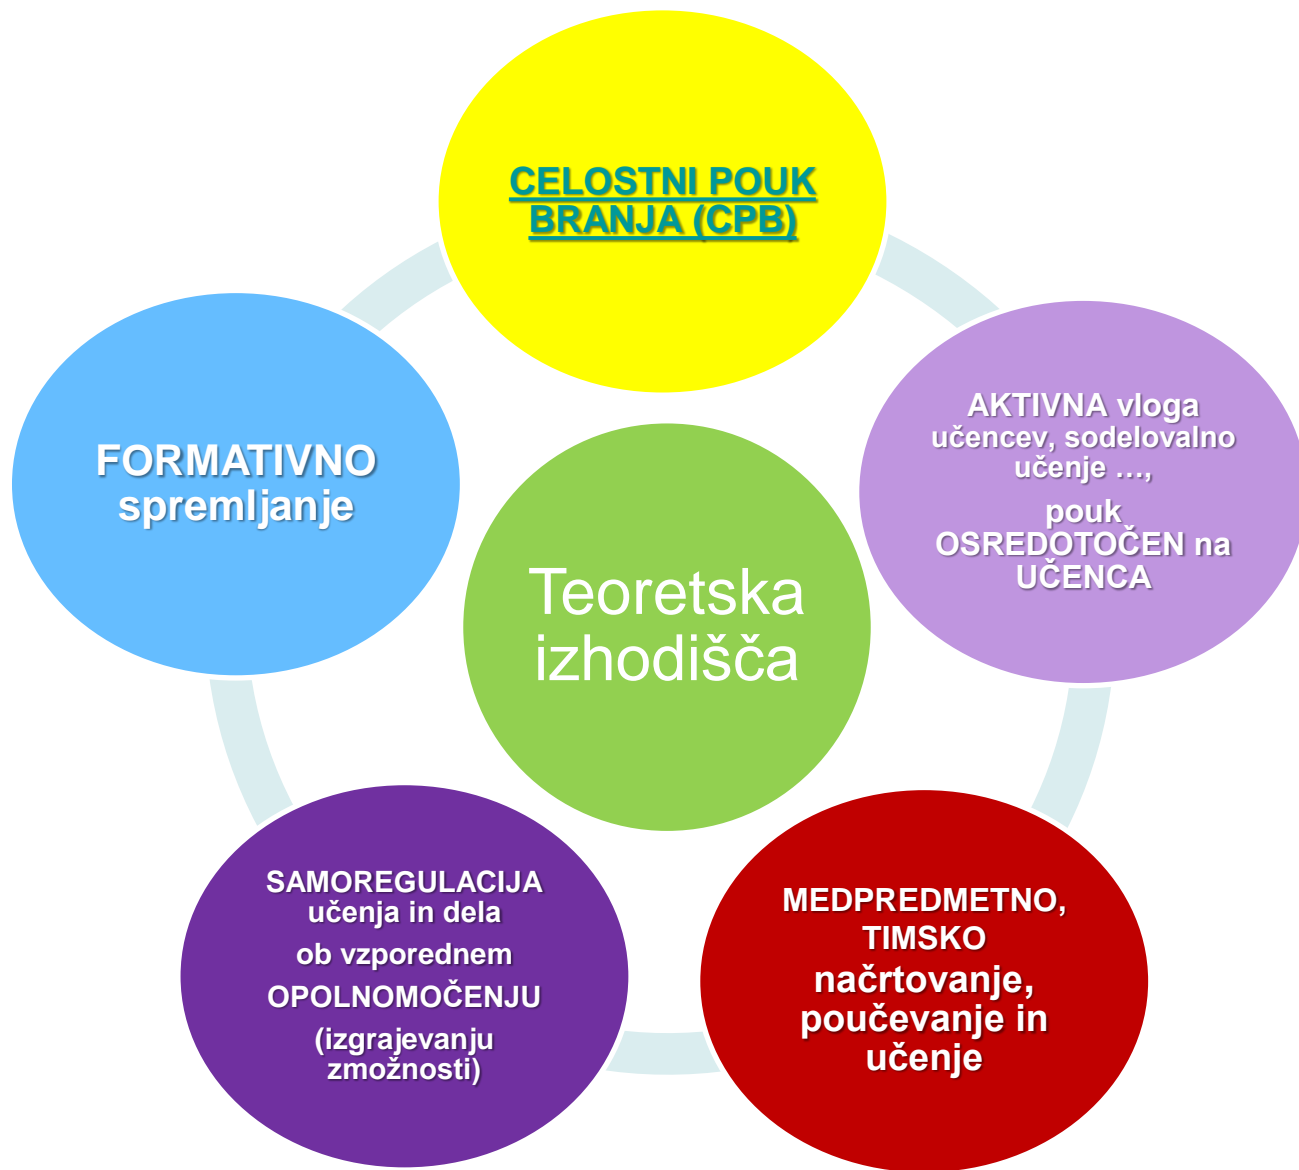 CELOSTNI POUK
BRANJA (CPB)
AKTIVNA vloga
učencev, sodelovalno
učenje ...,
pouk
OSREDOTOČEN na
UČENCA
FORMATIVNO
spremljanje
Teoretska
izhodišča
SAMOREGULACIJA
učenja in dela
ob vzporednem
OPOLNOMOČENJU
(izgrajevanju
zmožnosti)
MEDPREDMETNO,
TIMSKO
načrtovanje,
poučevanje in
učenje